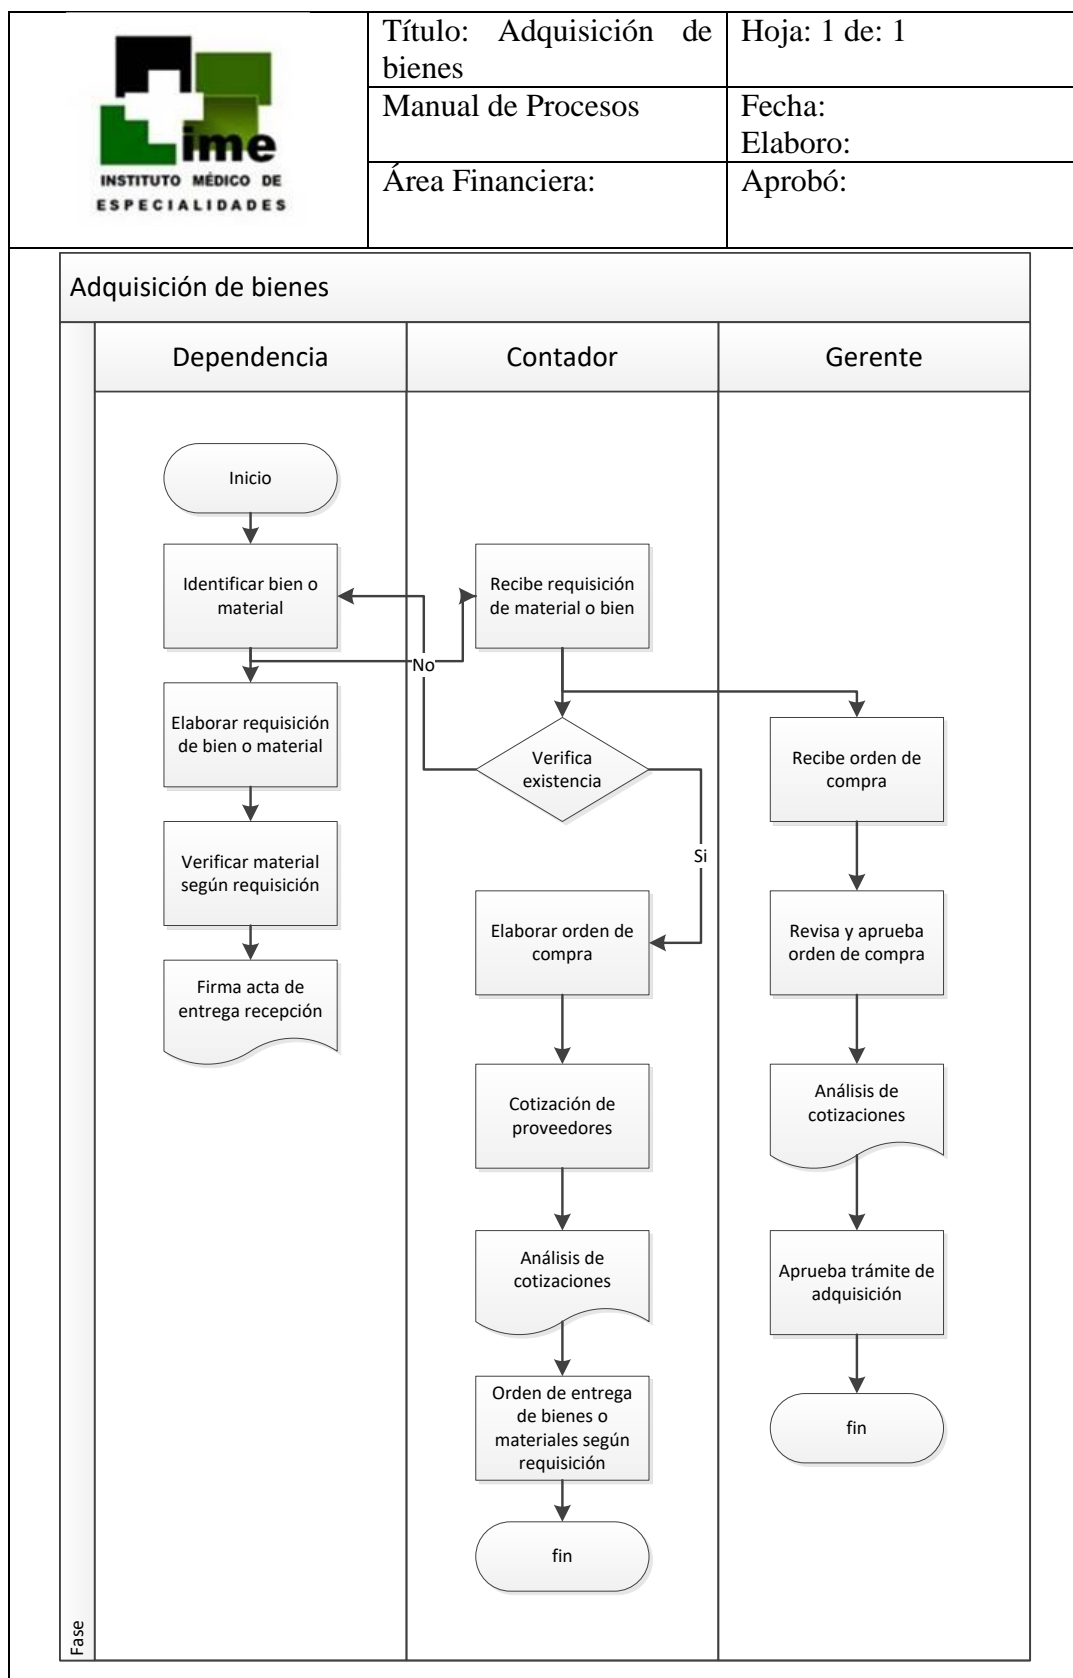 ime
INSTITUTO MÉDICO DE
ESPECIALIDADES
Título: Adquisición de
bienes
Hoja: 1 de: 1
Manual de Procesos
Fecha:
Elaboro:
Área Financiera:
Aprobó:
Adquisición de bienes
Fase
Dependencia
Contador
Gerente
Inicio
Identificar bien o
material
Elaborar requisición
de bien o material
Verificar material
según requisición
Firma acta de
entrega recepción
Recibe requisición
de material o bien
No
Verifica
existencia
Si
Elaborar orden de
compra
Cotización de
proveedores
Análisis de
cotizaciones
Orden de entrega
de bienes o
materiales según
requisición
fin
Recibe orden de
compra
Revisa y aprueba
orden de compra
Análisis de
cotizaciones
Aprueba trámite de
adquisición
fin